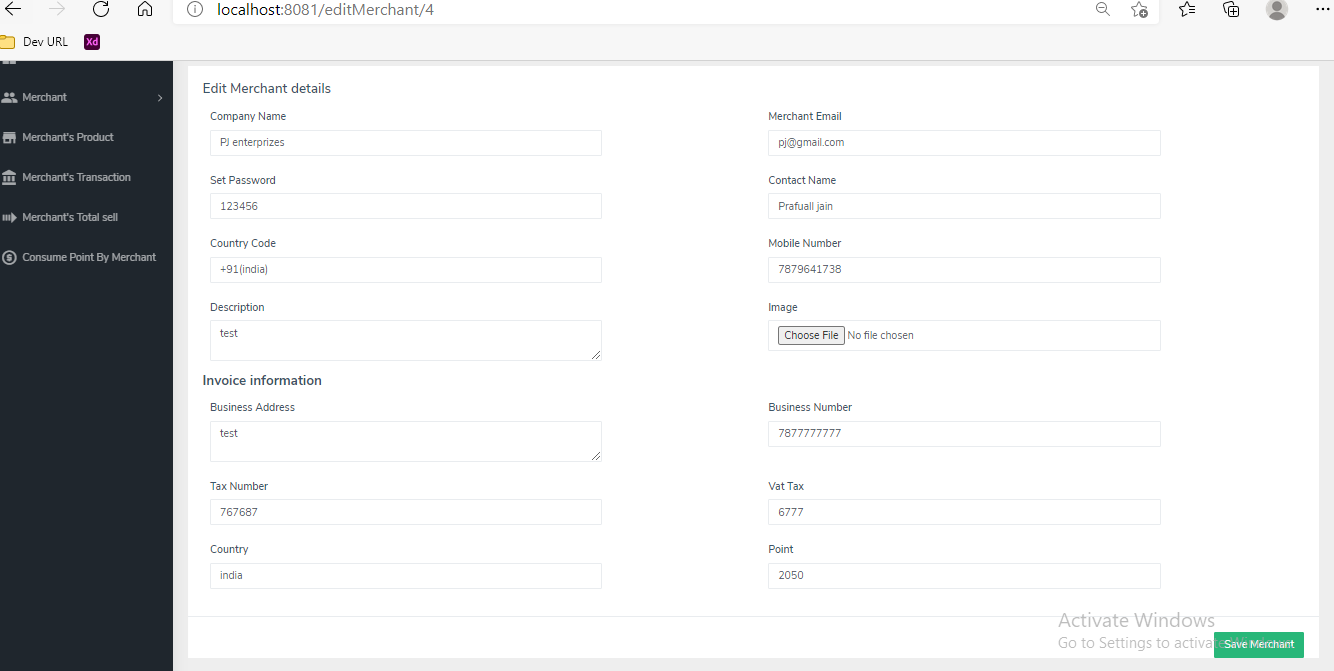 localhost:8081/editMerchant/4
Dev URL
Xd
Merchant
Merchant's Product
Merchant's Transaction
Merchant's Total sell
Consume Point By Merchant
Edit Merchant details
Company Name
Merchant Email
PJ enterprizes
pj@gmail.com
Set Password
Contact Name
123456
Prafuall jain
Country Code
Mobile Number
+91(india)
7879641738
Description
Image
test
Choose File No file chosen
Invoice information
Business Address
Business Number
test
7877777777
Tax Number
Vat Tax
767687
6777
Country
Point
india
2050
Activate Windows
Go to Settings to activate Windows.
Save Merchant